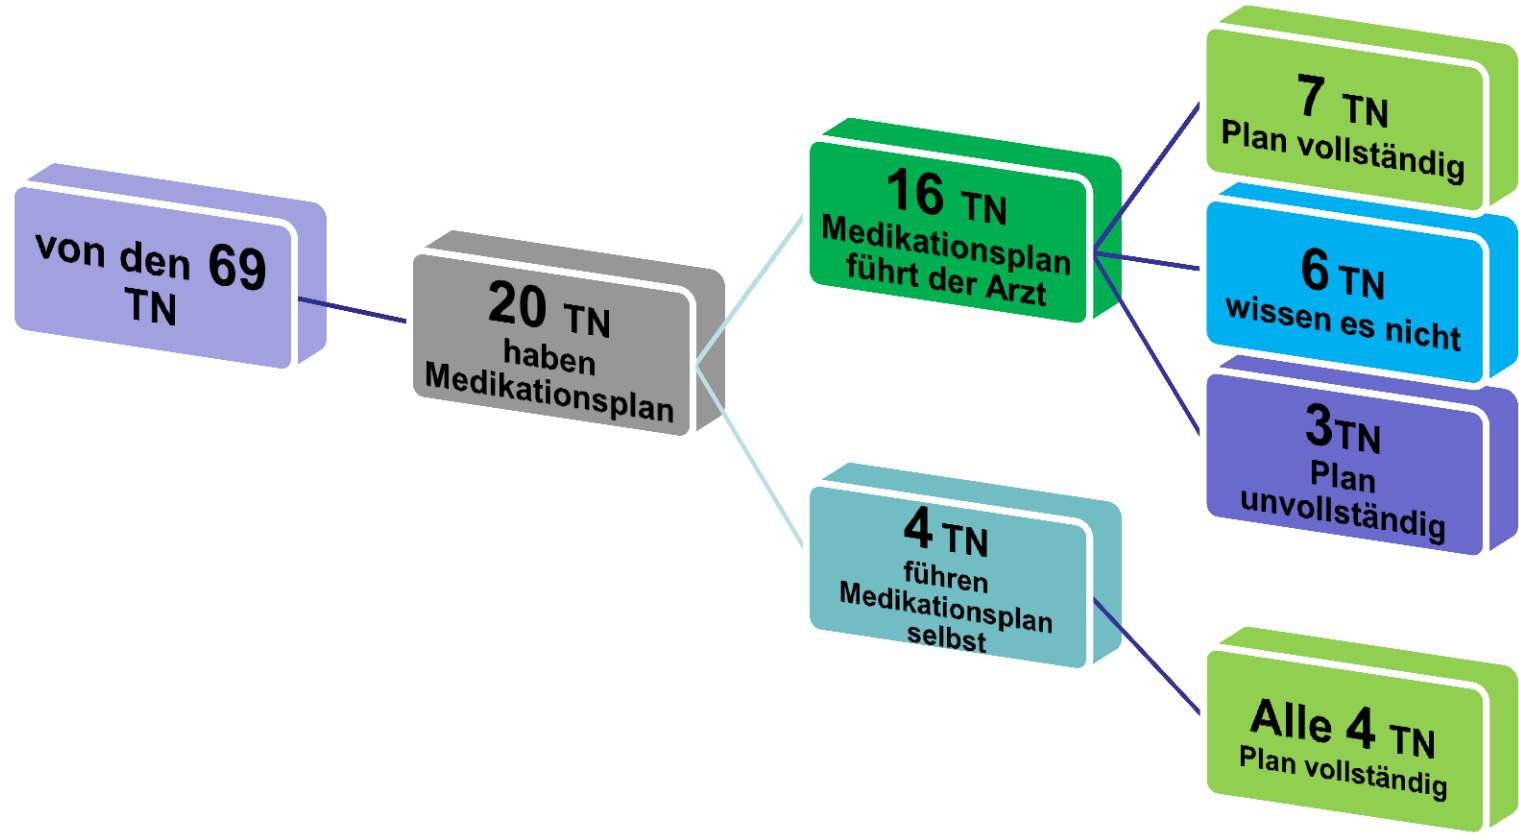 von den 69
TN
20 TN
haben
Medikationsplan
16 TN
Medikationsplan
führt der Arzt
7 TN
Plan vollständig
6 TN
wissen es nicht
3TN
Plan
unvollständig
4 TN
führen
Medikationsplan
selbst
Alle 4 TN
Plan vollständig